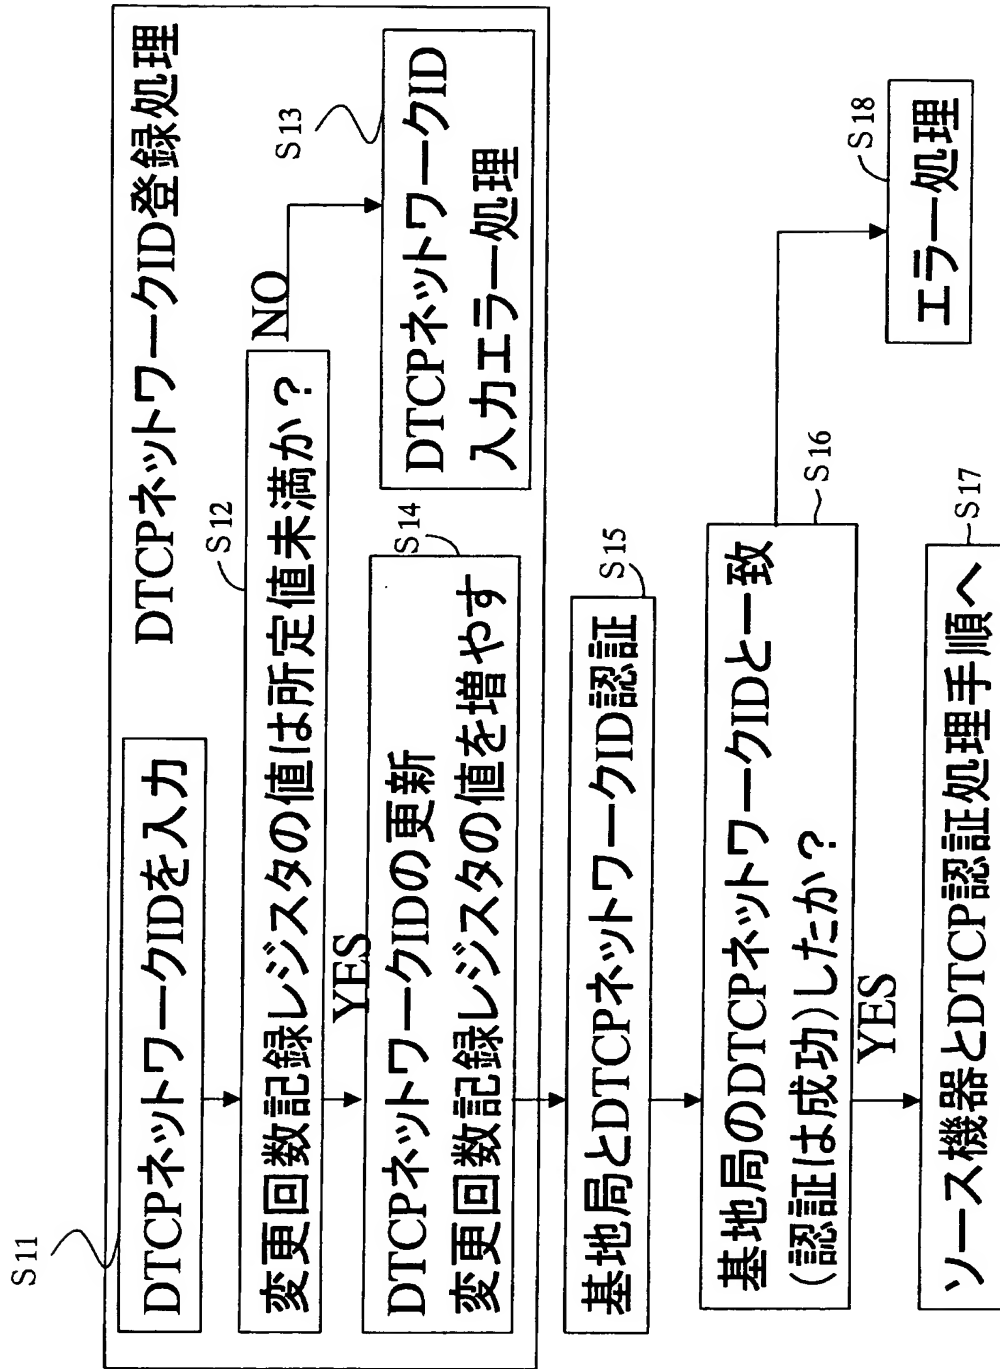 DTCPネットワークID登録処理
S11
DTCPネットワークIDを入力
S12
変更回数記録レジスタの値は所定値未満か？
NO
S13
DTCPネットワークID
入力エラー処理
YES
S14
DTCPネットワークIDの更新
変更回数記録レジスタの値を増やす
S15
基地局とDTCPネットワークID認証
S16
基地局のDTCPネットワークIDと一致
（認証は成功）したか？
S18
エラー処理
YES
S17
ソース機器とDTCP認証処理手順へ